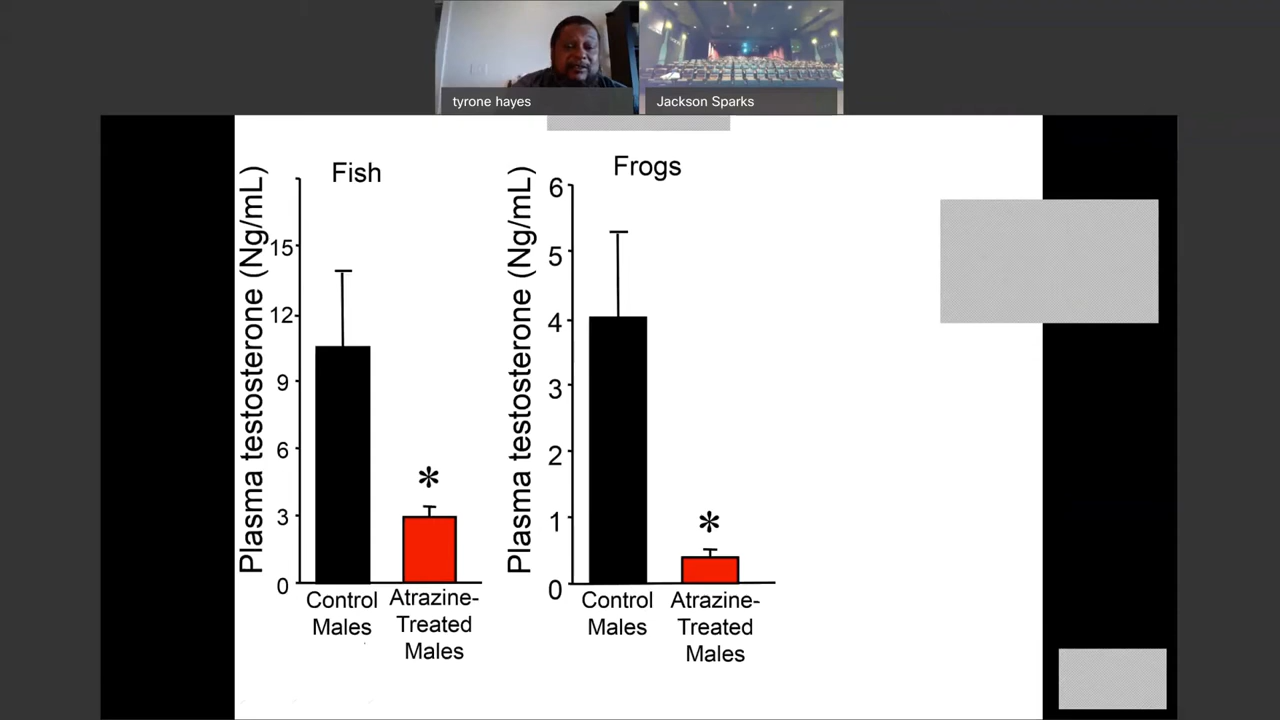 tyrone hayes
Jackson Sparks
Fish
Plasma testosterone (Ng/mL)
15
12
9
6
3
0
Control
Males
Atrazine-
Treated
Males
Frogs
Plasma testosterone (Ng/mL)
6
5
4
3
2
1
0
Control
Males
Atrazine-
Treated
Males
*
*